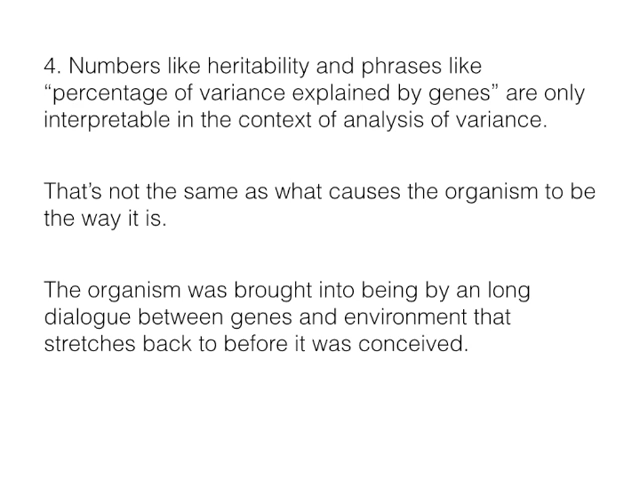 4. Numbers like heritability and phrases like
“percentage of variance explained by genes” are only
interpretable in the context of analysis of variance.
That’s not the same as what causes the organism to be
the way it is.
The organism was brought into being by an long
dialogue between genes and environment that
stretches back to before it was conceived.